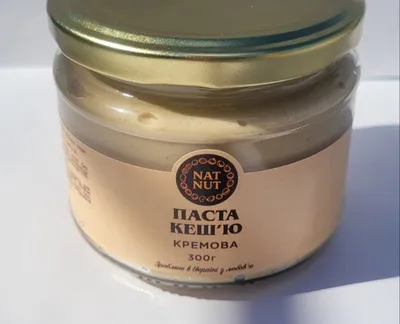 NAT
NUT
ПАСТА
КЕШ'Ю
КРЕМОВА
300г
Зроблено в Україні з любов'ю